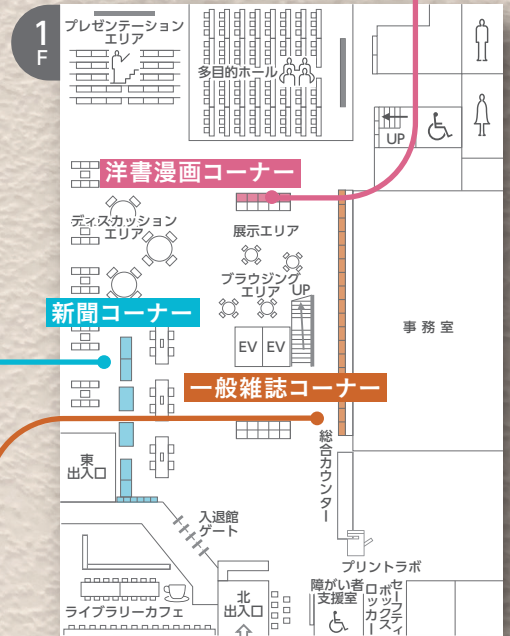 1
F
プレゼンテーション
エリア
多目的ホール
UP
洋書漫画コーナー
ディスカッション
エリア
展示エリア
ブラウジング
エリア
UP
新聞コーナー
EV
EV
事務室
一般雑誌コーナー
総合カウンター
東
出入口
入退館
ゲート
プリントラボ
ライブラリーカフェ
北
出入口
障がい者
支援室
セーフティ
ボックス
ロッカー